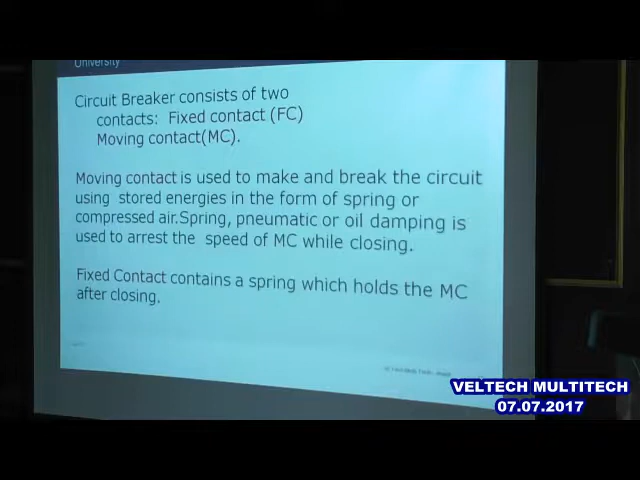 University
Circuit Breaker consists of two
contacts: Fixed contact (FC)
Moving contact(MC).
Moving contact is used to make and break the circuit
using stored energies in the form of spring or
compressed air.Spring, pneumatic or oil damping is
used to arrest the speed of MC while closing.
Fixed Contact contains a spring which holds the MC
after closing.
VELTECH MULTITECH
07.07.2017